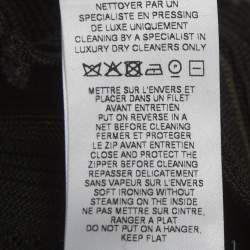 NETTOYER PAR UN
SPECIALISTE EN PRESSING
DE LUXE UNIQUEMENT
CLEANING BY A SPECIALIST IN
LUXURY DRY CLEANERS ONLY
METTRE SUR L'ENVERS ET
PLACER DANS UN FILET
AVANT ENTRETIEN
PUT ON REVERSE IN A
NET BEFORE CLEANING
FERMER ET PROTEGER
LE ZIP AVANT ENTRETIEN
CLOSE AND PROTECT THE
ZIPPER BEFORE CLEANING
REPASSER DELICATEMENT
SANS VAPEUR SUR L'ENVERS
SOFT IRONING WITHOUT
STEAMING ON THE INSIDE
NE PAS METTRE SUR CINTRE,
RANGER A PLAT
DO NOT PUT ON A HANGER,
KEEP FLAT